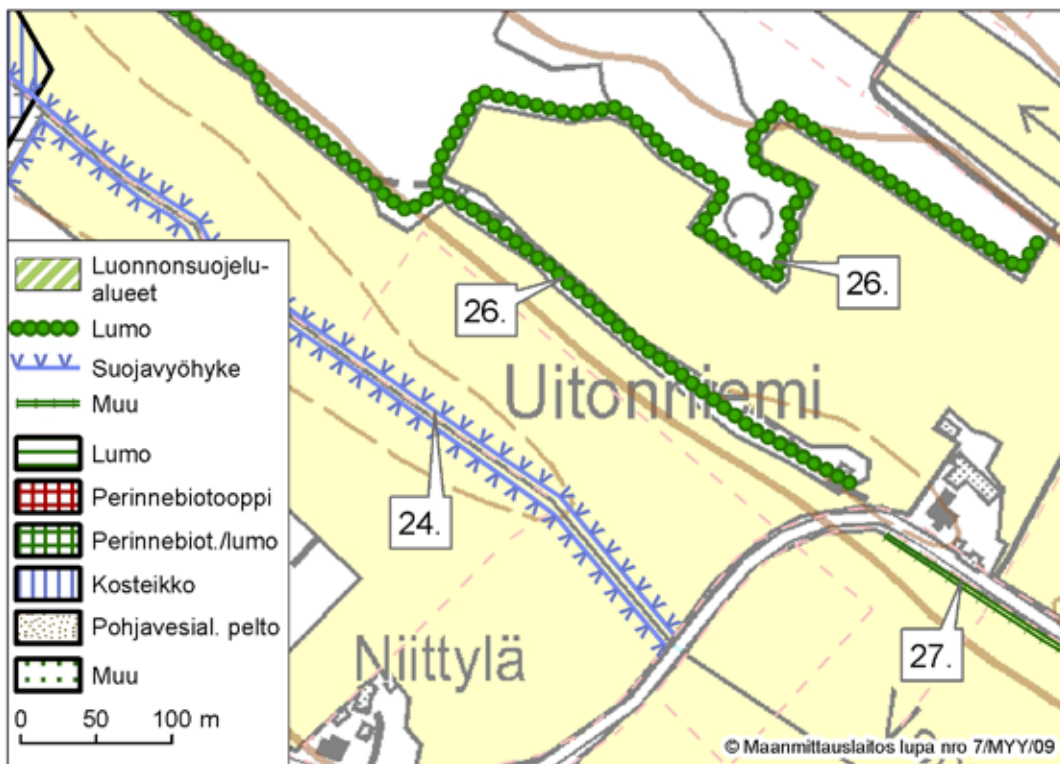 Luonnonsuojelu-
alueet
Lumo
Suojavyöhyke
Muu
Lumo
Perinnebiotooppi
Perinnebiot./lumo
Kosteikko
Pohjavesial. pelto
Muu
0 50 100 m
26.
26.
Uitonniemi
24.
27.
Niittylä
© Maanmittauslaitos lupa nro 7/MYY/09